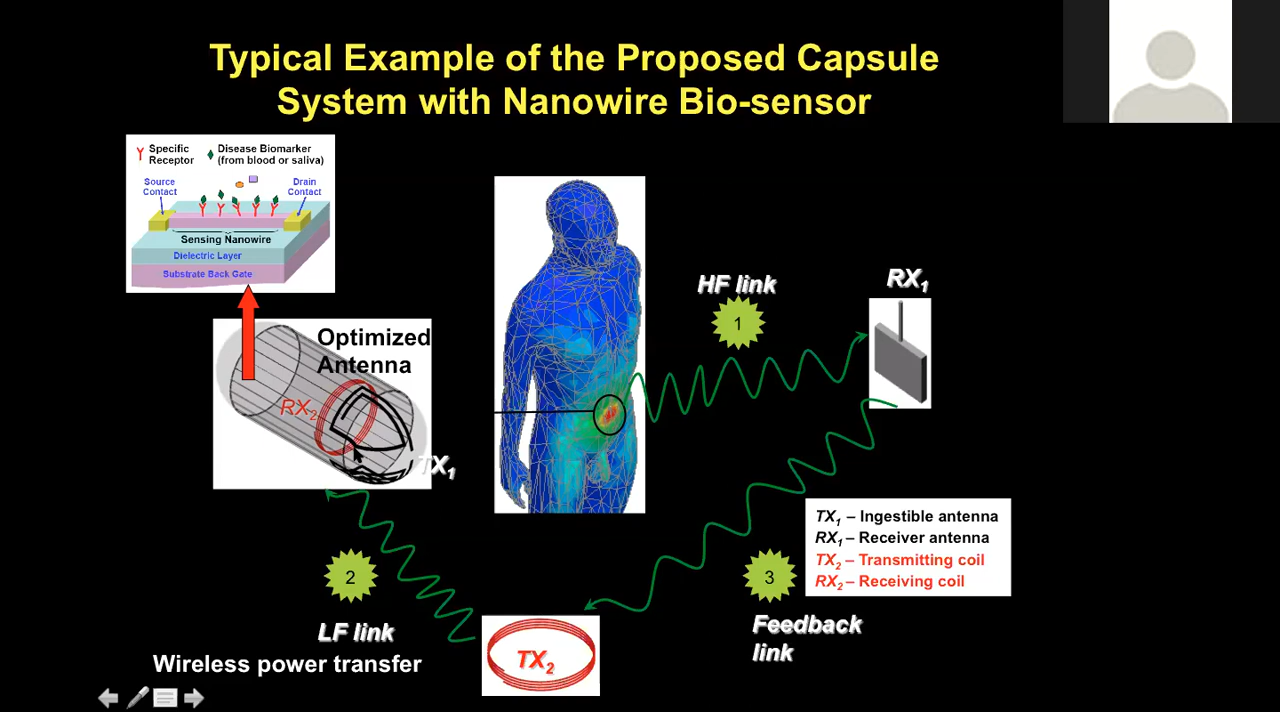 Typical Example of the Proposed Capsule
System with Nanowire Bio-sensor
Specific
Receptor
Disease Biomarker
(from blood or saliva)
Source
Contact
Drain
Contact
Sensing Nanowire
Dielectric Layer
Substrate Back Gate
Optimized
Antenna
RX2
TX1
HF link
1
RX1
2
LF link
Wireless power transfer
TX2
3
Feedback
link
TX1 – Ingestible antenna
RX1 – Receiver antenna
TX2 – Transmitting coil
RX2 – Receiving coil